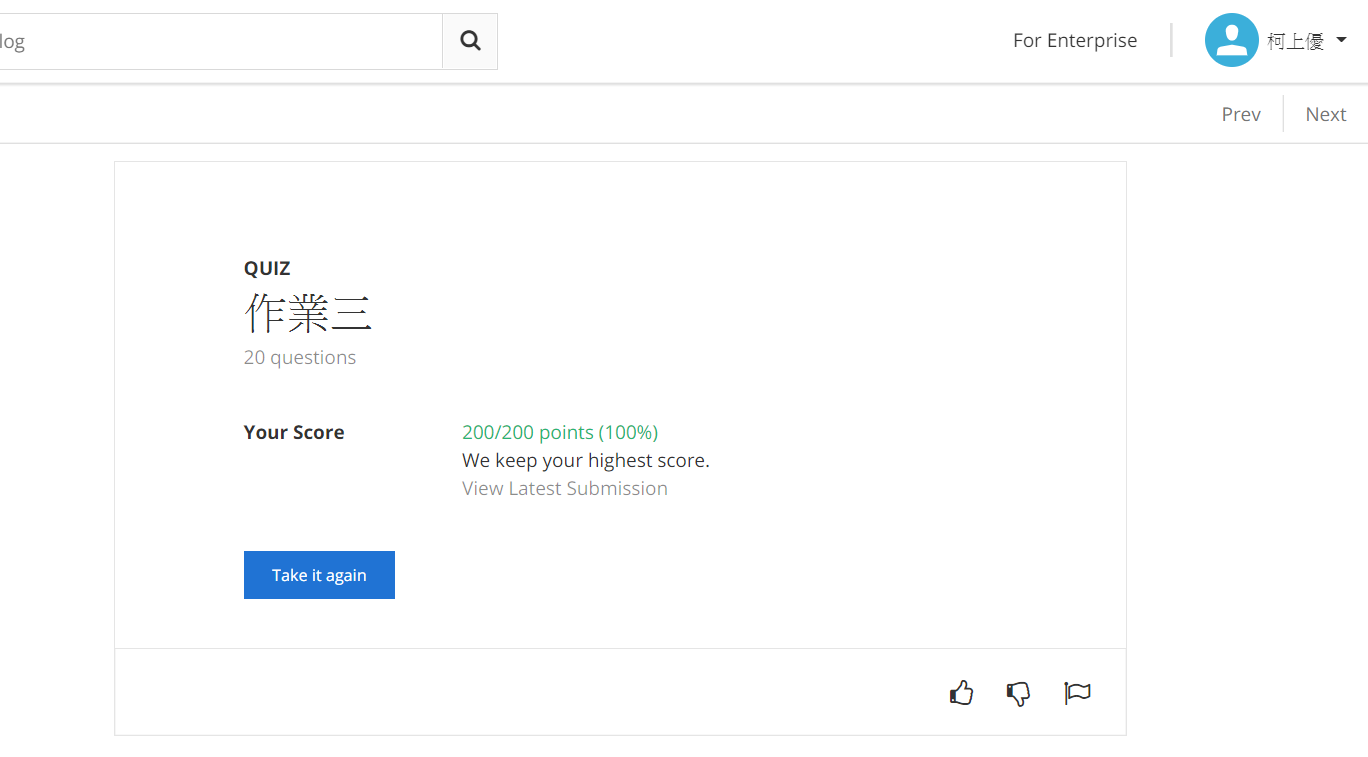 log
For Enterprise
柯上優
Prev
Next
QUIZ
作業三
20 questions
Your Score
200/200 points (100%)
We keep your highest score.
View Latest Submission
Take it again